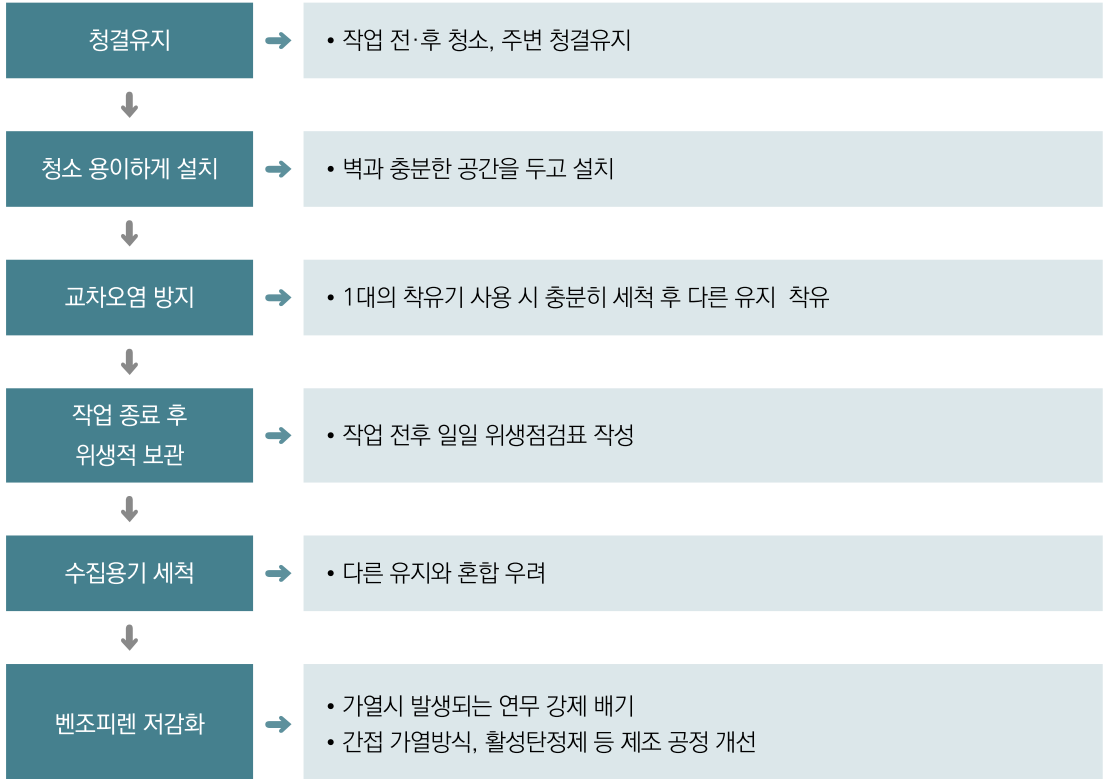 청결유지
• 작업 전·후 청소, 주변 청결유지
청소 용이하게 설치
• 벽과 충분한 공간을 두고 설치
교차오염 방지
• 1대의 착유기 사용 시 충분히 세척 후 다른 유지 착유
작업 종료 후
위생적 보관
• 작업 전후 일일 위생점검표 작성
수집용기 세척
• 다른 유지와 혼합 우려
벤조피렌 저감화
• 가열시 발생되는 연무 강제 배기
• 간접 가열방식, 활성탄정제 등 제조 공정 개선